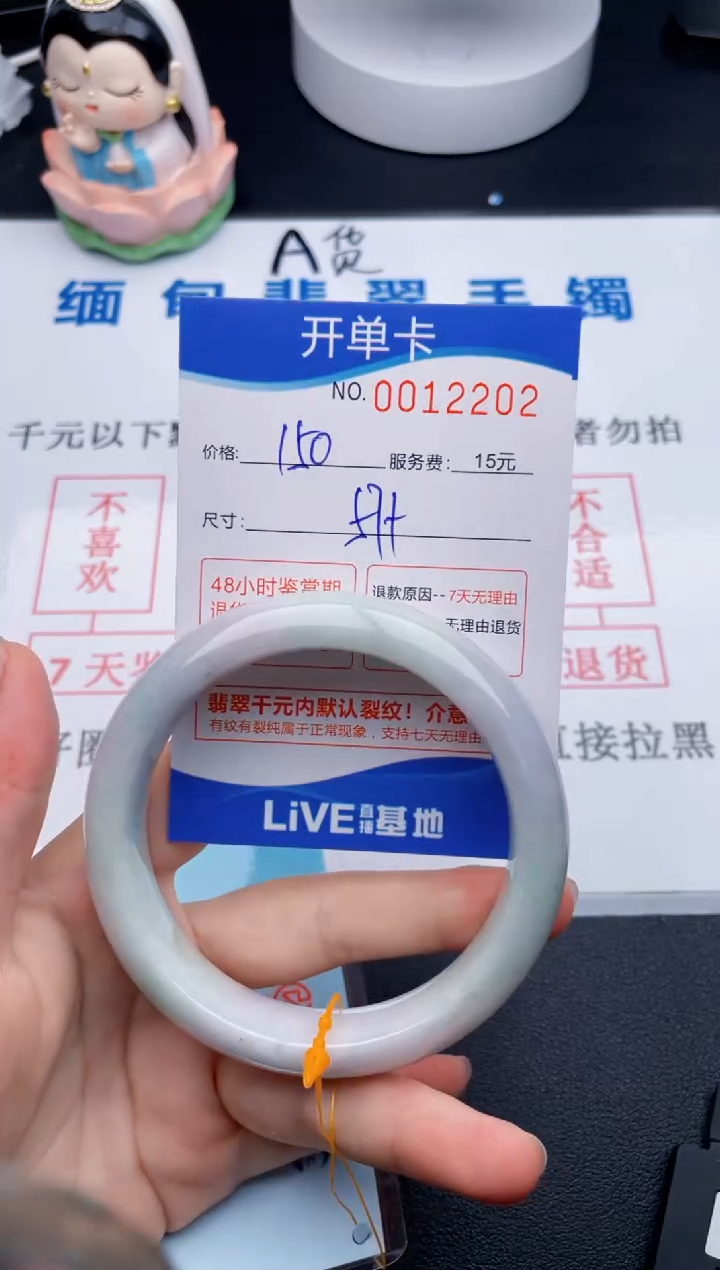 A货
缅甸翡翠手镯
开单卡
NO. 0012202
千元以下
者勿拍
价格: 150 服务费: 15元
尺寸:
不喜欢
不合适
48小时鉴赏期
退款原因--7天无理由
无理由退货
7天
退货
翡翠千元内默认裂纹！介意
有纹有裂纯属于正常现象，支持七天无理由
直接拉黑
LiVE直播基地